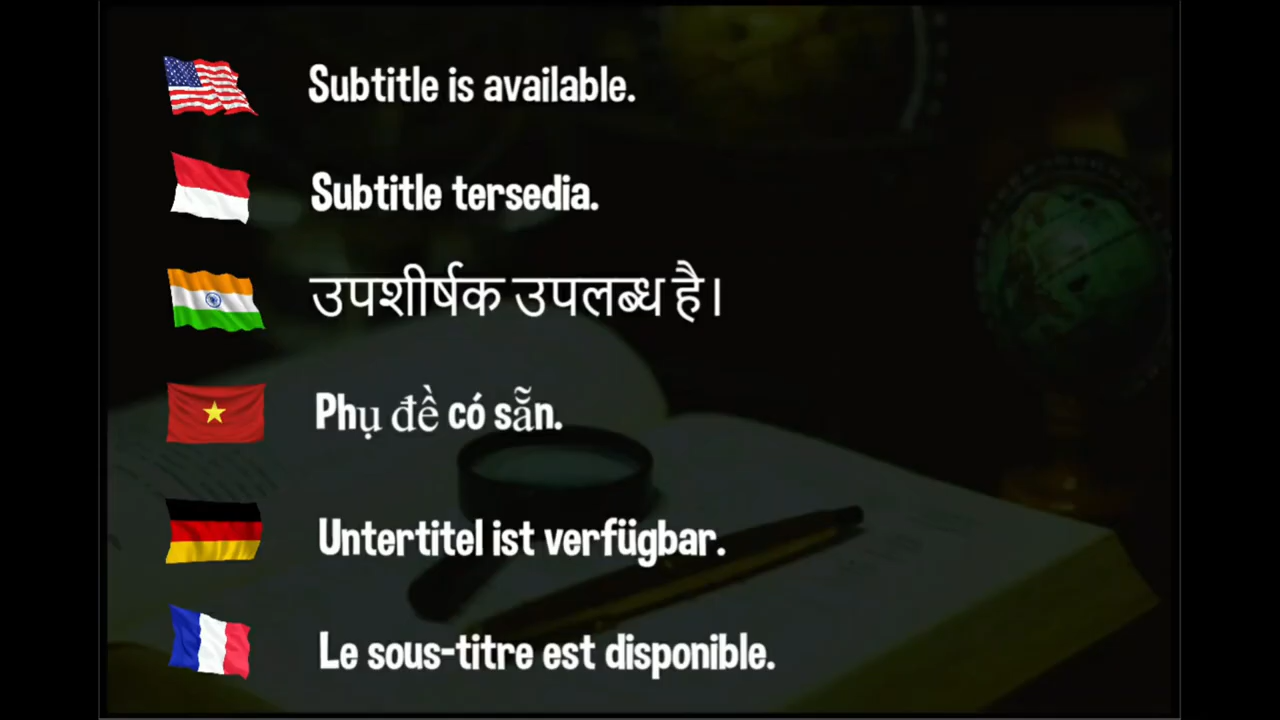 Subtitle is available.
Subtitle tersedia.
उपशीर्षक उपलब्ध है।
Phụ đề có sẵn.
Untertitel ist verfügbar.
Le sous-titre est disponible.